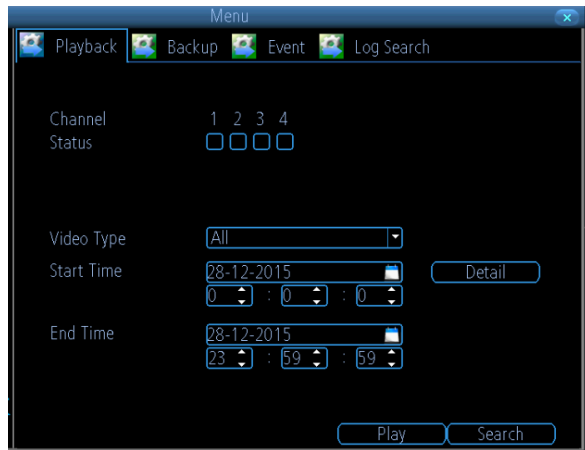 Menu
Playback Backup Event Log Search
Channel 1 2 3 4
Status
Video Type All
Start Time 28-12-2015 Detail
0 : 0 : 0
End Time 28-12-2015
23 : 59 : 59
Play Search